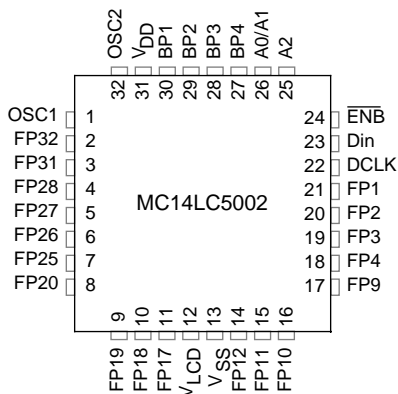 OSC2
VDD
BP1
BP2
BP3
BP4
A0/A1
A2
32
31
30
29
28
27
26
25
OSC1 1
FP32 2
FP31 3
FP28 4
FP27 5
FP26 6
FP25 7
FP20 8
24 ENB
23 Din
22 DCLK
21 FP1
20 FP2
19 FP3
18 FP4
17 FP9
MC14LC5002
9
10
11
12
13
14
15
16
FP19
FP18
FP17
VLCD
VSS
FP12
FP11
FP10